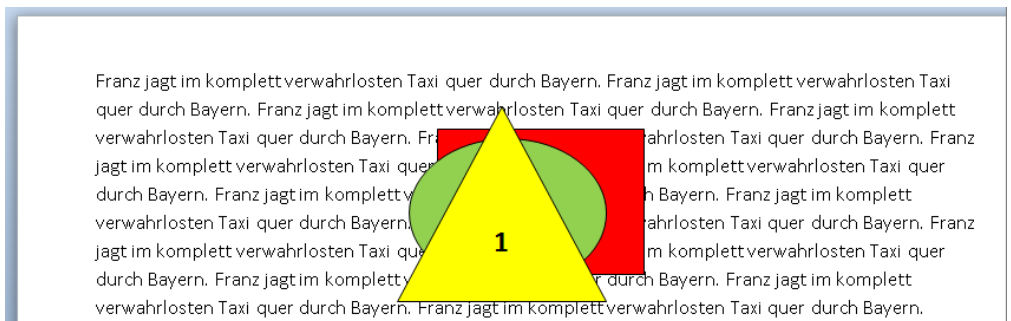 Franz jagt im komplett verwahrlosten Taxi quer durch Bayern. Franz jagt im komplett verwahrlosten Taxi
quer durch Bayern. Franz jagt im komplett verwahrlosten Taxi quer durch Bayern. Franz jagt im komplett
verwahrlosten Taxi quer durch Bayern. Fr ahrlosten Taxi quer durch Bayern. Franz
jagt im komplett verwahrlosten Taxi quer m komplett verwahrlosten Taxi quer
durch Bayern. Franz jagt im komplett v h Bayern. Franz jagt im komplett
verwahrlosten Taxi quer durch Bayern. ahrlosten Taxi quer durch Bayern. Franz
jagt im komplett verwahrlosten Taxi que 1 m komplett verwahrlosten Taxi quer
durch Bayern. Franz jagt im komplett v r durch Bayern. Franz jagt im komplett
verwahrlosten Taxi quer durch Bayern. Franz jagt im komplett verwahrlosten Taxi quer durch Bayern.